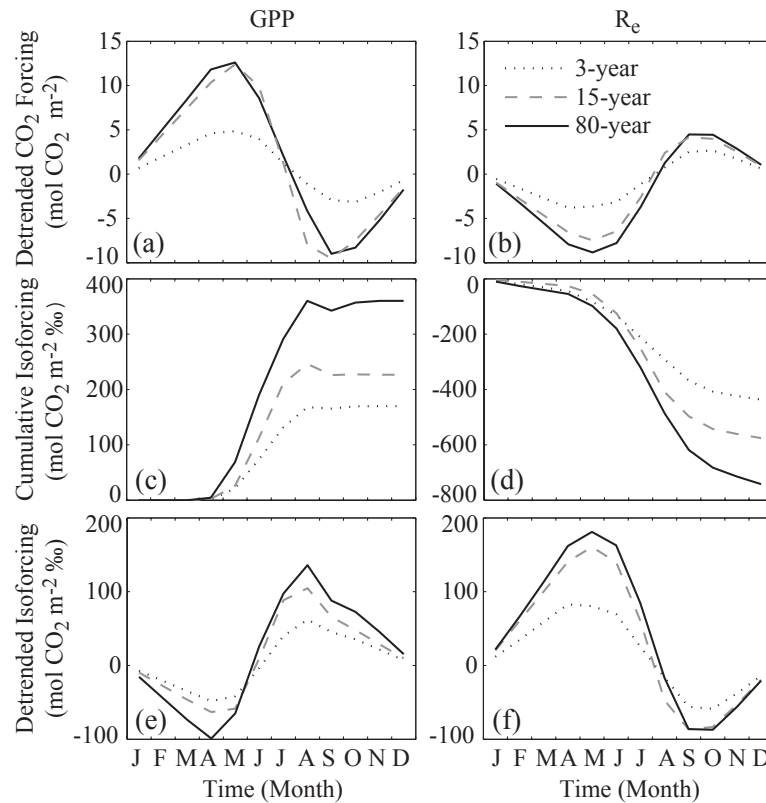 GPP
R_e
Detrended CO₂ Forcing
(mol CO₂ m⁻²)
15
10
5
0
-5
-10
(a)
15
10
5
0
-5
-10
(b)
3-year
15-year
80-year
Cumulative Isoforcing
(mol CO₂ m⁻² ‰)
400
300
200
100
0
(c)
0
-200
-400
-600
-800
(d)
Detrended Isoforcing
(mol CO₂ m⁻² ‰)
200
100
0
-100
(e)
200
100
0
-100
(f)
J F M A M J J A S O N D
J F M A M J J A S O N D
Time (Month)
Time (Month)